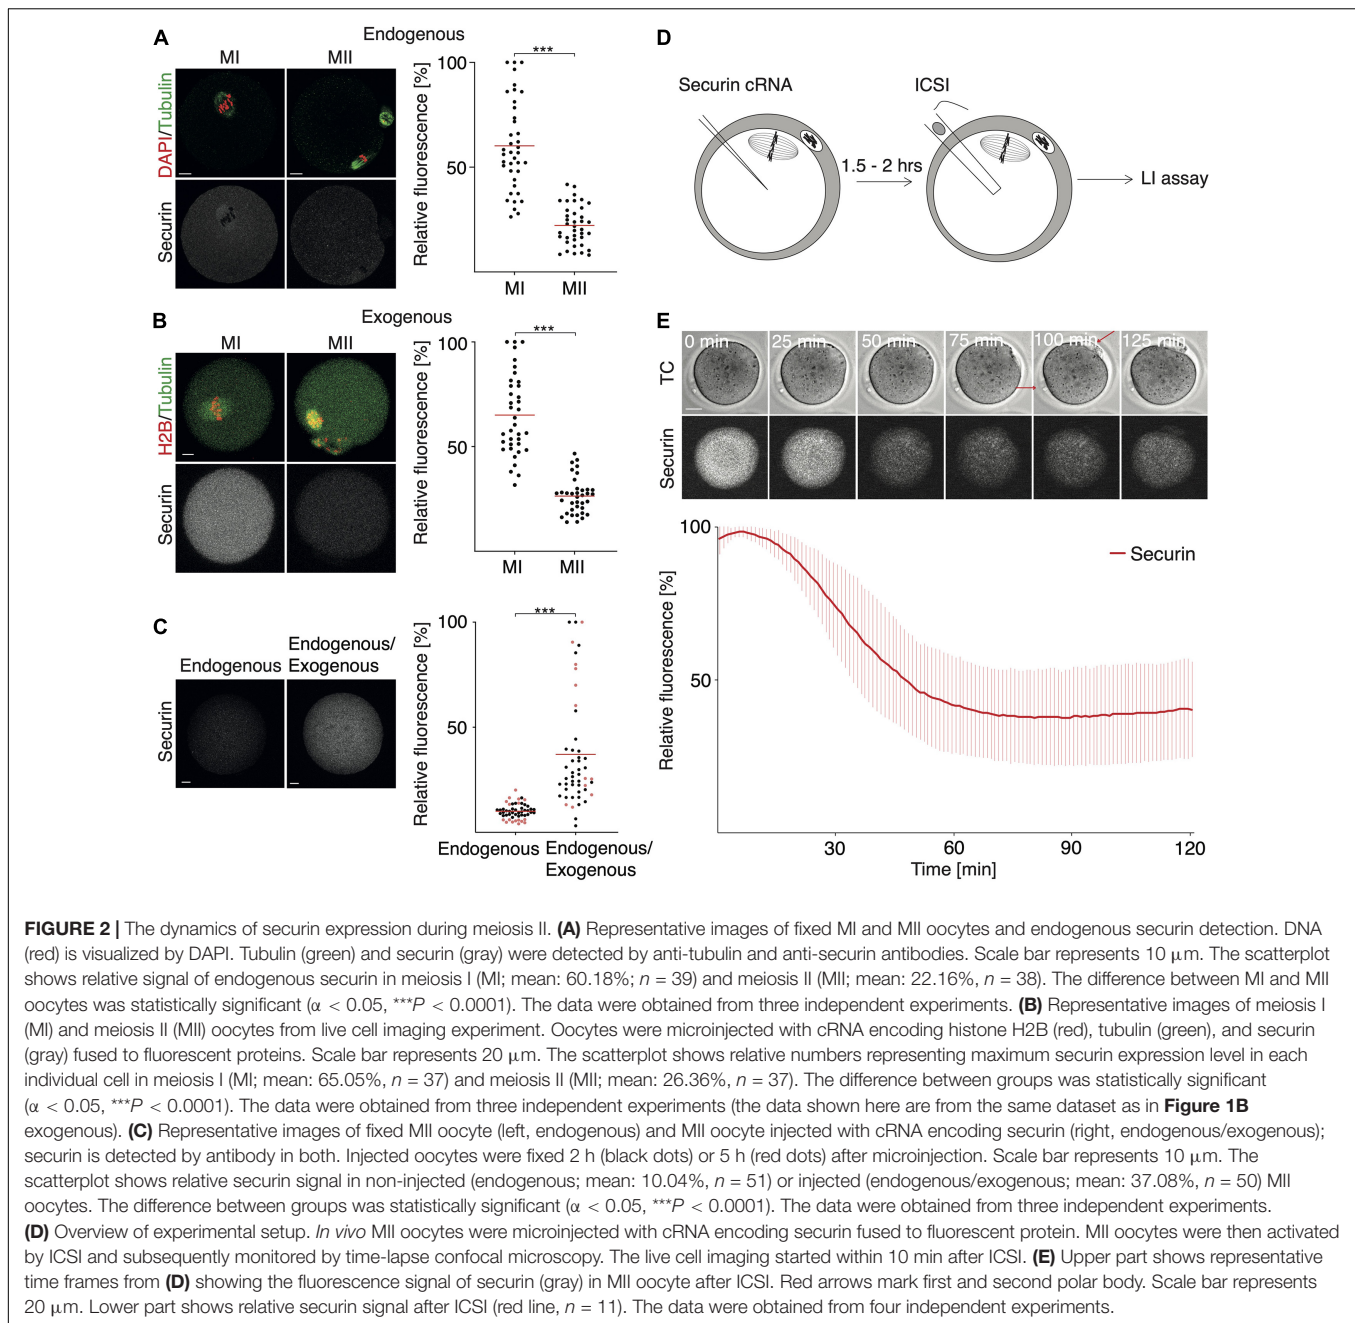 A
Endogenous
MI
MII
DAPI/Tubulin
Securin
Relative fluorescence [%]
100
50
***
MI
MII
B
Exogenous
MI
MII
H2B/Tubulin
Securin
Relative fluorescence [%]
100
50
***
MI
MII
C
Endogenous
Endogenous/
Exogenous
Securin
Relative fluorescence [%]
100
50
***
Endogenous
Endogenous/
Exogenous
D
Securin cRNA
ICSI
1.5 - 2 hrs
LI assay
E
TC
0 min
25 min
50 min
75 min
100 min
125 min
Securin
Relative fluorescence [%]
100
50
Securin
30
60
90
120
Time [min]
FIGURE 2 | The dynamics of securin expression during meiosis II. (A) Representative images of fixed MI and MII oocytes and endogenous securin detection. DNA
(red) is visualized by DAPI. Tubulin (green) and securin (gray) were detected by anti-tubulin and anti-securin antibodies. Scale bar represents 10 μm. The scatterplot
shows relative signal of endogenous securin in meiosis I (MI; mean: 60.18%; n = 39) and meiosis II (MII; mean: 22.16%, n = 38). The difference between MI and MII
oocytes was statistically significant (α < 0.05, ***P < 0.0001). The data were obtained from three independent experiments. (B) Representative images of meiosis I
(MI) and meiosis II (MII) oocytes from live cell imaging experiment. Oocytes were microinjected with cRNA encoding histone H2B (red), tubulin (green), and securin
(gray) fused to fluorescent proteins. Scale bar represents 20 μm. The scatterplot shows relative numbers representing maximum securin expression level in each
individual cell in meiosis I (MI; mean: 65.05%, n = 37) and meiosis II (MII; mean: 26.36%, n = 37). The difference between groups was statistically significant
(α < 0.05, ***P < 0.0001). The data were obtained from three independent experiments (the data shown here are from the same dataset as in Figure 1B
exogenous). (C) Representative images of fixed MII oocyte (left, endogenous) and MII oocyte injected with cRNA encoding securin (right, endogenous/exogenous);
securin is detected by antibody in both. Injected oocytes were fixed 2 h (black dots) or 5 h (red dots) after microinjection. Scale bar represents 10 μm. The
scatterplot shows relative securin signal in non-injected (endogenous; mean: 10.04%, n = 51) or injected (endogenous/exogenous; mean: 37.08%, n = 50) MII
oocytes. The difference between groups was statistically significant (α < 0.05, ***P < 0.0001). The data were obtained from three independent experiments.
(D) Overview of experimental setup. In vivo MII oocytes were microinjected with cRNA encoding securin fused to fluorescent protein. MII oocytes were then activated
by ICSI and subsequently monitored by time-lapse confocal microscopy. The live cell imaging started within 10 min after ICSI. (E) Upper part shows representative
time frames from (D) showing the fluorescence signal of securin (gray) in MII oocyte after ICSI. Red arrows mark first and second polar body. Scale bar represents
20 μm. Lower part shows relative securin signal after ICSI (red line, n = 11). The data were obtained from four independent experiments.